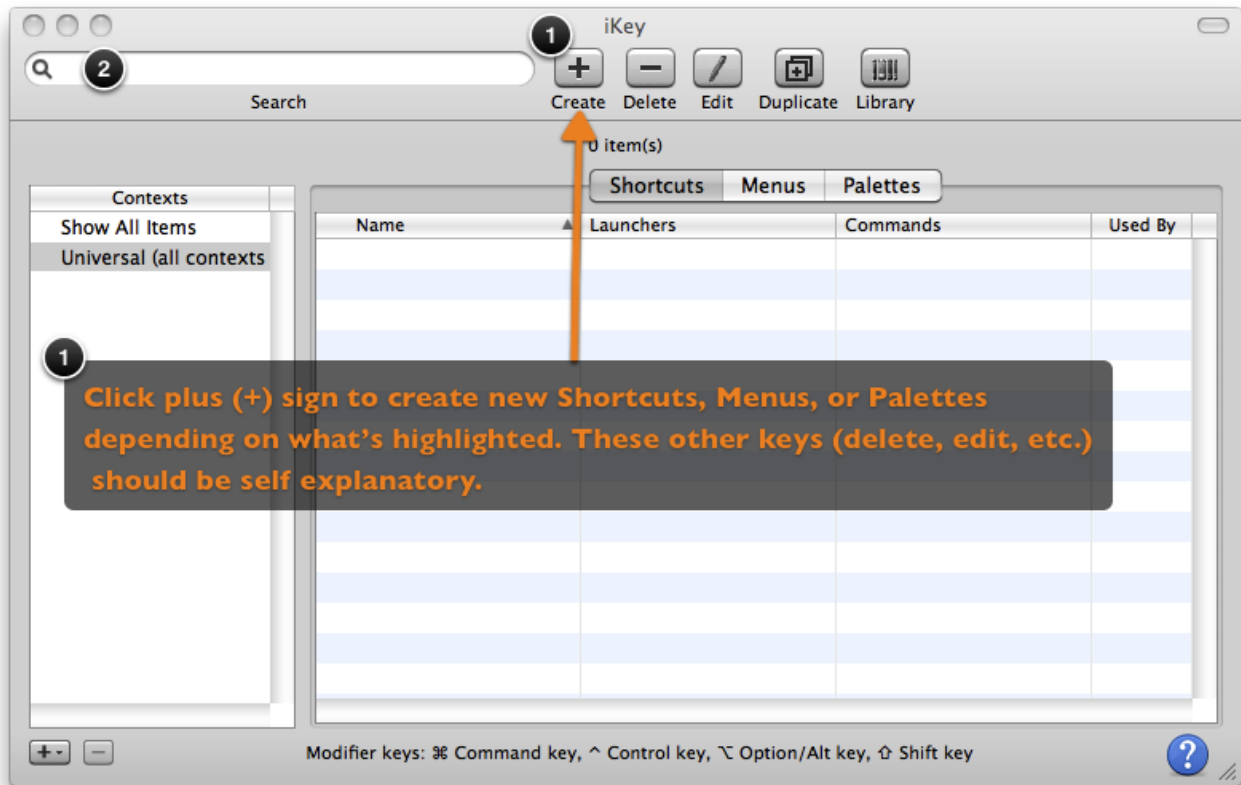 iKey
1
2
Search
Create Delete Edit Duplicate Library
0 item(s)
Shortcuts Menus Palettes
Contexts
Show All Items
Universal (all contexts
Name Launchers Commands Used By
1
Click plus (+) sign to create new Shortcuts, Menus, or Palettes
depending on what's highlighted. These other keys (delete, edit, etc.)
should be self explanatory.
Modifier keys: ⌘ Command key, ^ Control key, ⌥ Option/Alt key, ⇧ Shift key
?